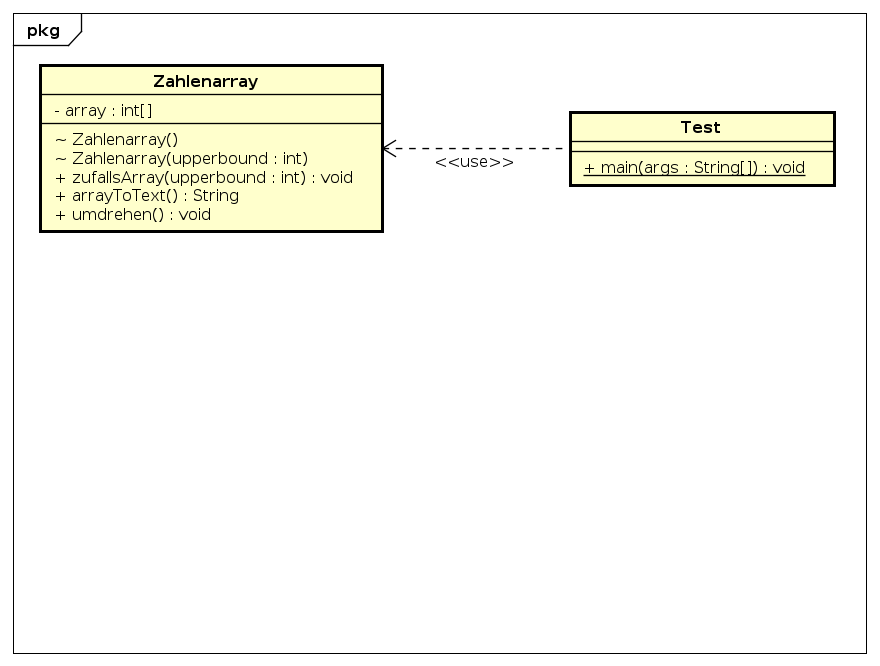 pkg
Zahlenarray
- array : int[]
~ Zahlenarray()
~ Zahlenarray(upperbound : int)
+ zufallsArray(upperbound : int) : void
+ arrayToText() : String
+ umdrehen() : void
<<use>>
Test
+ main(args : String[]) : void